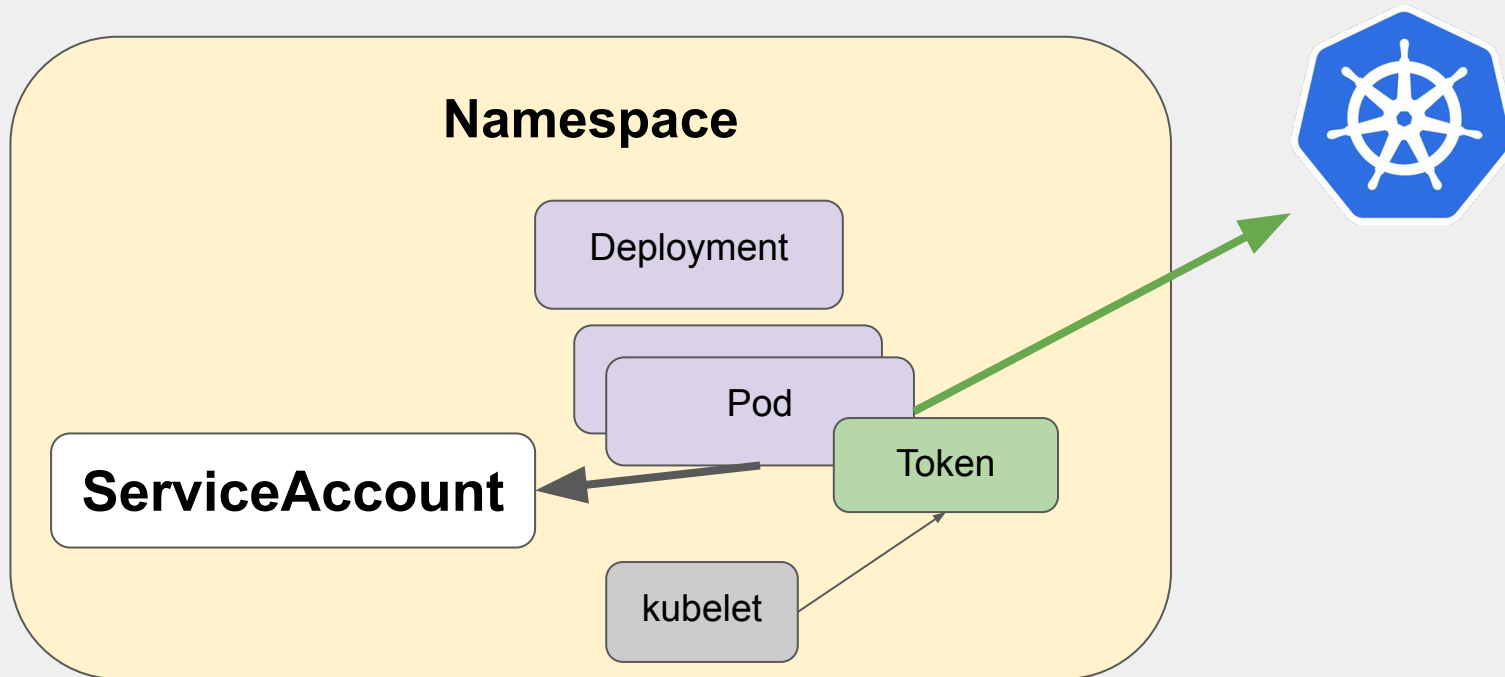 Namespace
Deployment
Pod
Token
ServiceAccount
kubelet